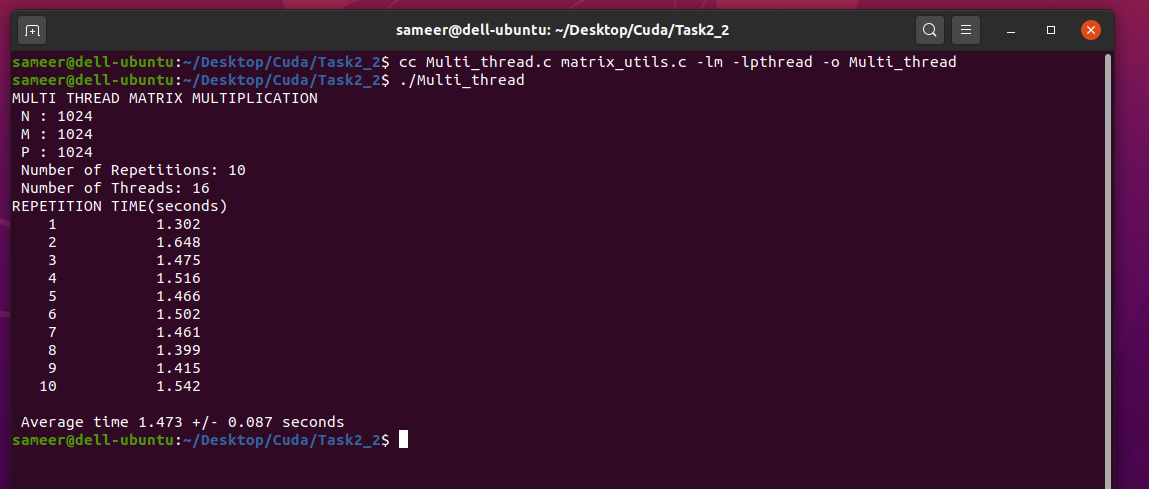 sameer@dell-ubuntu: ~/Desktop/Cuda/Task2_2
sameer@dell-ubuntu:~/Desktop/Cuda/Task2_2$ cc Multi_thread.c matrix_utils.c -lm -lpthread -o Multi_thread
sameer@dell-ubuntu:~/Desktop/Cuda/Task2_2$ ./Multi_thread
MULTI THREAD MATRIX MULTIPLICATION
N : 1024
M : 1024
P : 1024
Number of Repetitions: 10
Number of Threads: 16
REPETITION TIME(seconds)
1 1.302
2 1.648
3 1.475
4 1.516
5 1.466
6 1.502
7 1.461
8 1.399
9 1.415
10 1.542
Average time 1.473 +/- 0.087 seconds
sameer@dell-ubuntu:~/Desktop/Cuda/Task2_2$